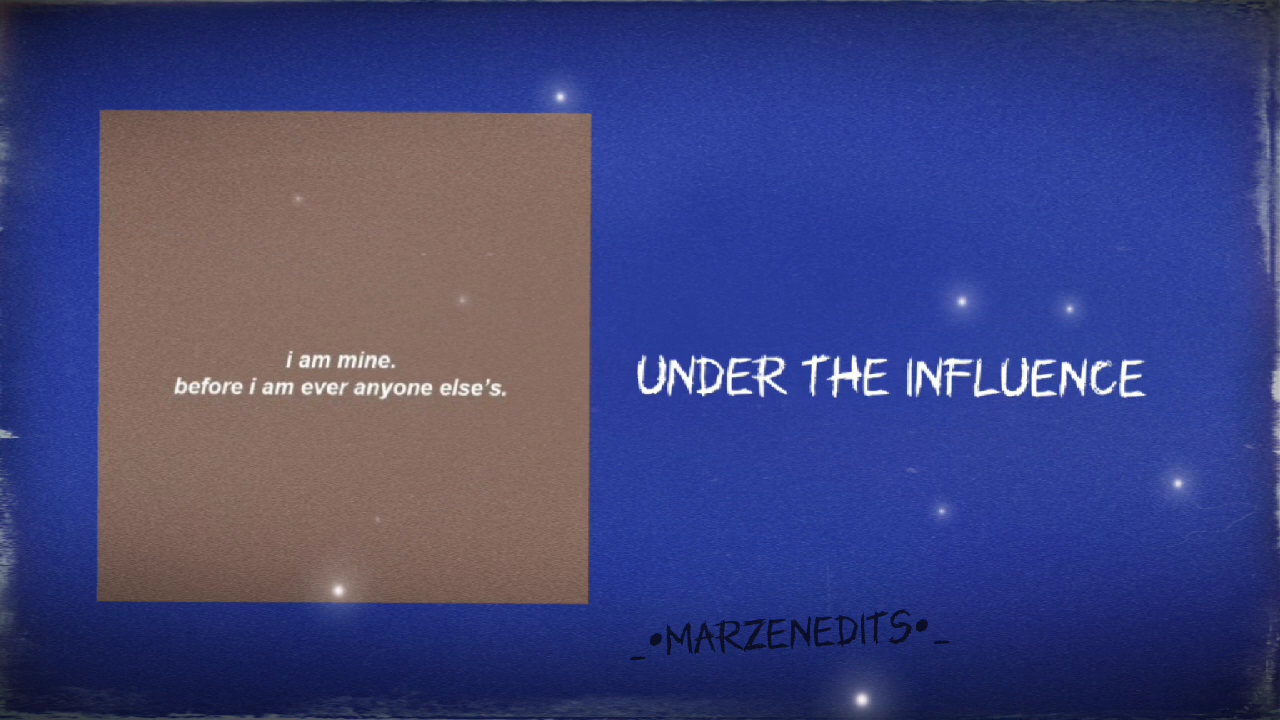 i am mine.
before i am ever anyone else's.
UNDER THE INFLUENCE
_•MARZENEDITS•_